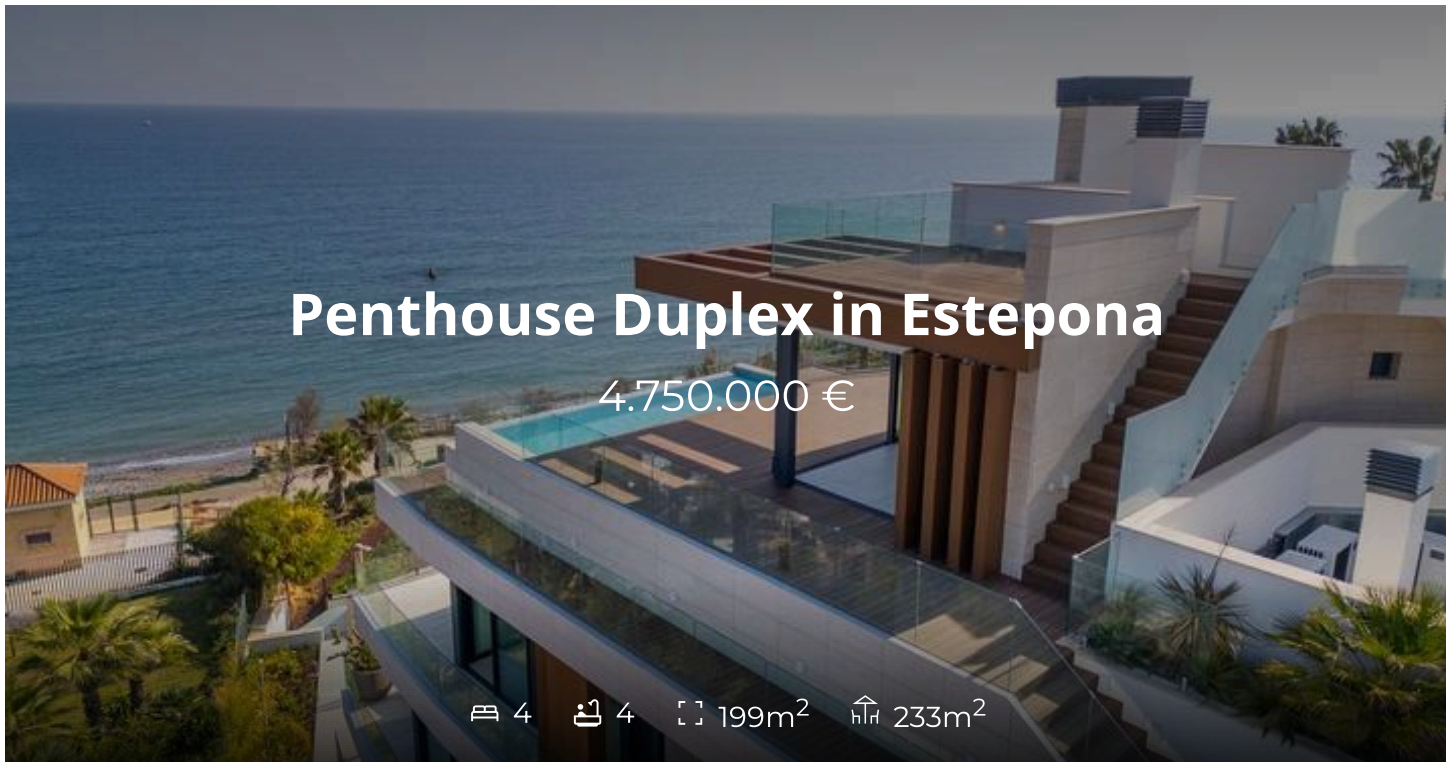 Penthouse Duplex in Estepona
4.750.000 €
4 4 199m² 233m²